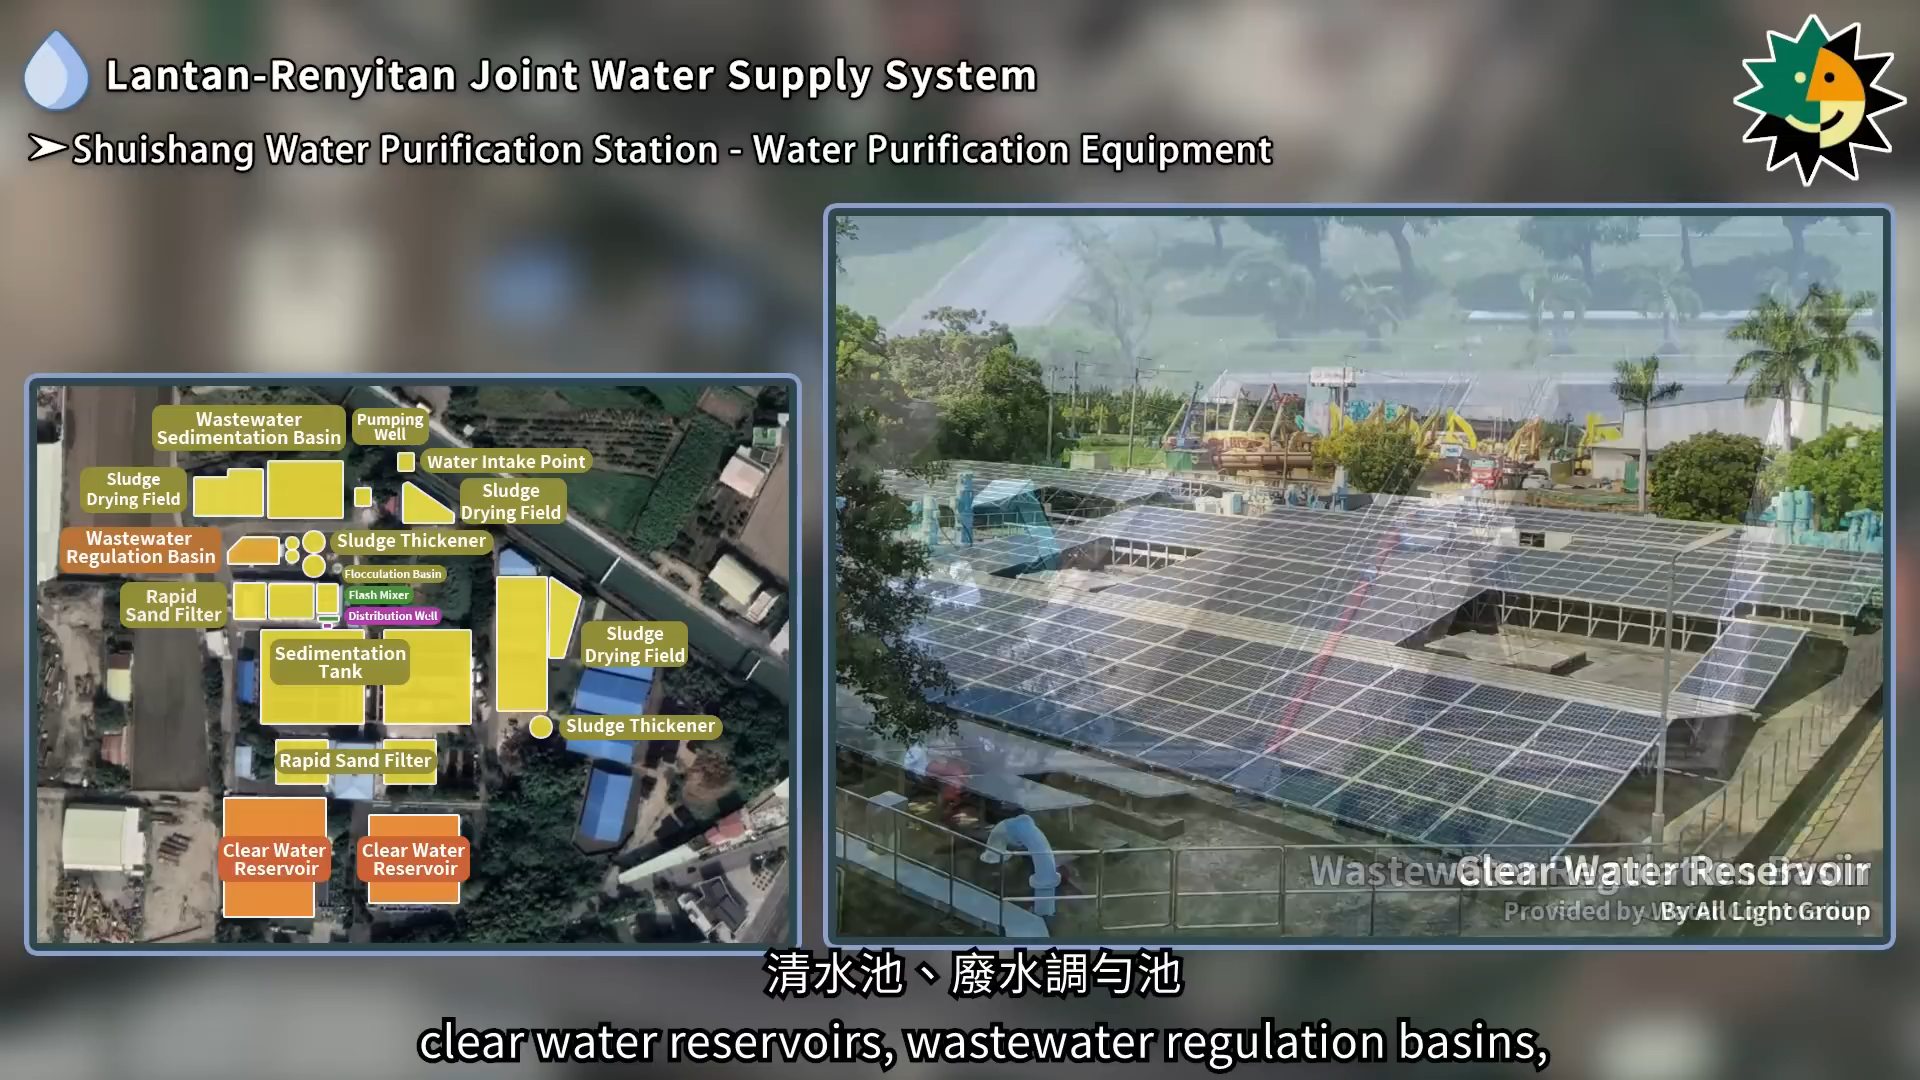 Lantan-Renyitan Joint Water Supply System
➢Shuishang Water Purification Station - Water Purification Equipment
Wastewater
Sedimentation Basin
Pumping
Well
Water Intake Point
Sludge
Drying Field
Sludge
Drying Field
Wastewater
Regulation Basin
Sludge Thickener
Flocculation Basin
Flash Mixer
Distribution Well
Rapid
Sand Filter
Sedimentation
Tank
Sludge
Drying Field
Sludge Thickener
Rapid Sand Filter
Clear Water
Reservoir
Clear Water
Reservoir
Clear Water Reservoir
By All Light Group
Provided by
清水池、廢水調勻池
clear water reservoirs, wastewater regulation basins,